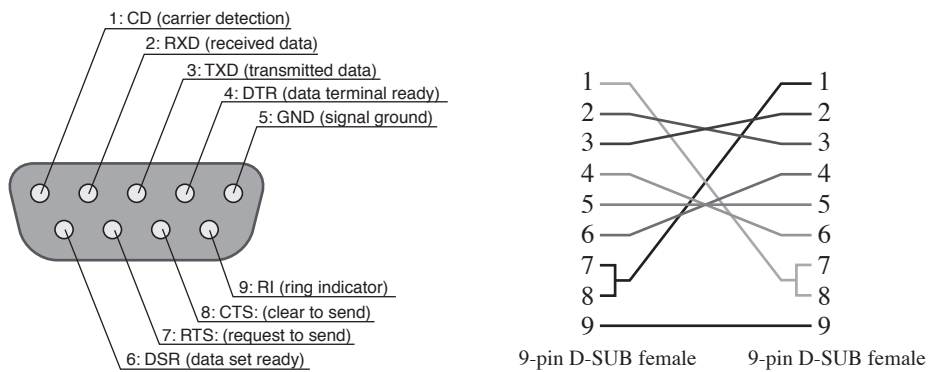 1: CD (carrier detection)
2: RXD (received data)
3: TXD (transmitted data)
4: DTR (data terminal ready)
5: GND (signal ground)
9: RI (ring indicator)
8: CTS: (clear to send)
7: RTS: (request to send)
6: DSR (data set ready)
1 1
2 2
3 3
4 4
5 5
6 6
7 7
8 8
9 9
9-pin D-SUB female 9-pin D-SUB female